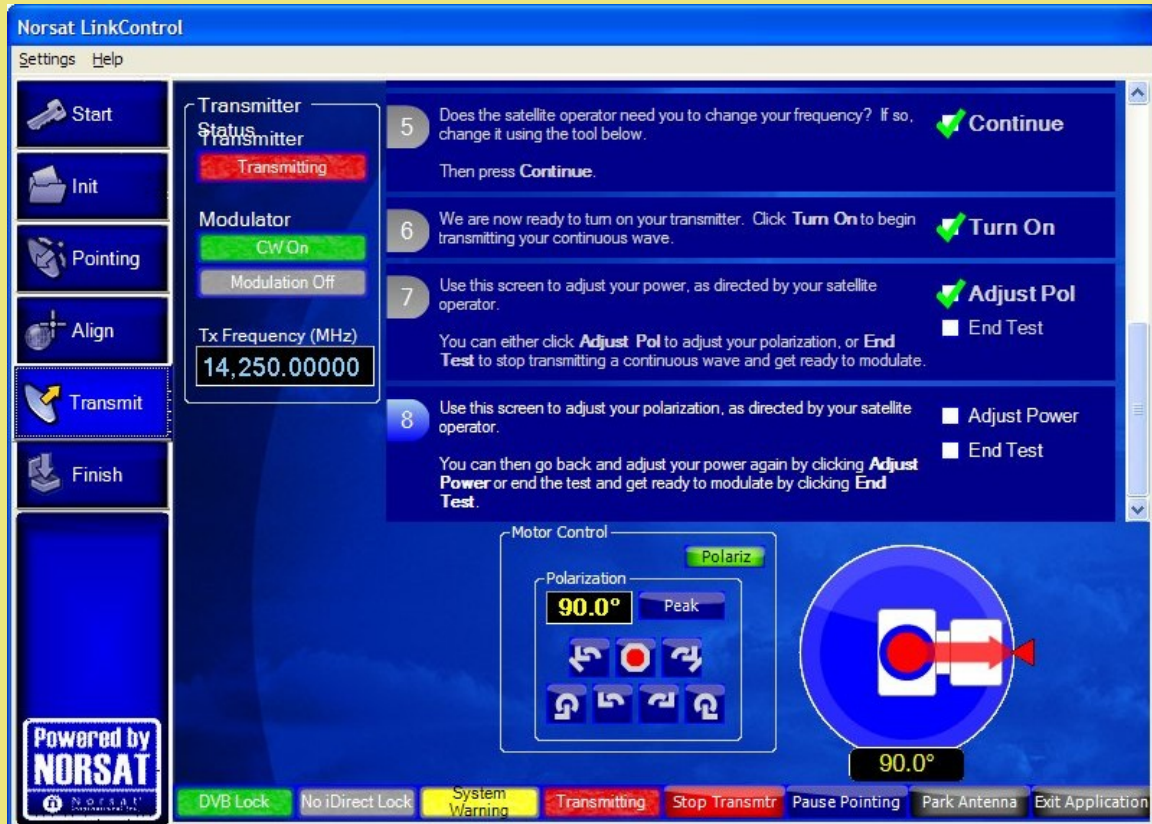 Norsat LinkControl
Settings Help
Start
Init
Pointing
Align
Transmit
Finish
Powered by
NORSAT
Norsat
Transmitter
Status
Transmitter
Transmitting
Modulator
CW On
Modulation Off
Tx Frequency (MHz)
14,250.00000
5
Does the satellite operator need you to change your frequency? If so,
change it using the tool below.
Then press Continue.
Continue
6
We are now ready to turn on your transmitter. Click Turn On to begin
transmitting your continuous wave.
Turn On
7
Use this screen to adjust your power, as directed by your satellite
operator.
You can either click Adjust Pol to adjust your polarization, or End
Test to stop transmitting a continuous wave and get ready to modulate.
Adjust Pol
End Test
8
Use this screen to adjust your polarization, as directed by your satellite
operator.
You can then go back and adjust your power again by clicking Adjust
Power or end the test and get ready to modulate by clicking End
Test.
Adjust Power
End Test
Motor Control
Polariz
Polarization
90.0°
Peak
90.0°
DVB Lock
No iDirect Lock
System
Warning
Transmitting
Stop Transmtr
Pause Pointing
Park Antenna
Exit Application